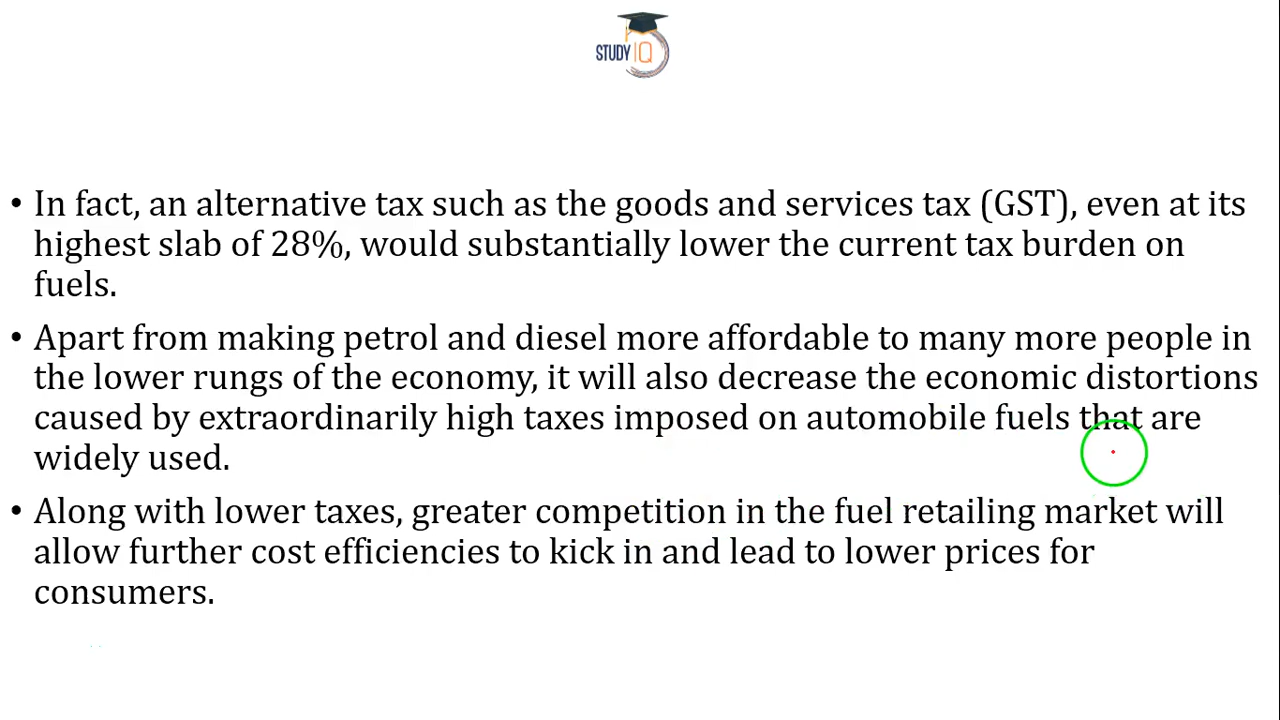 STUDY IQ
• In fact, an alternative tax such as the goods and services tax (GST), even at its
highest slab of 28%, would substantially lower the current tax burden on
fuels.
• Apart from making petrol and diesel more affordable to many more people in
the lower rungs of the economy, it will also decrease the economic distortions
caused by extraordinarily high taxes imposed on automobile fuels that are
widely used.
• Along with lower taxes, greater competition in the fuel retailing market will
allow further cost efficiencies to kick in and lead to lower prices for
consumers.